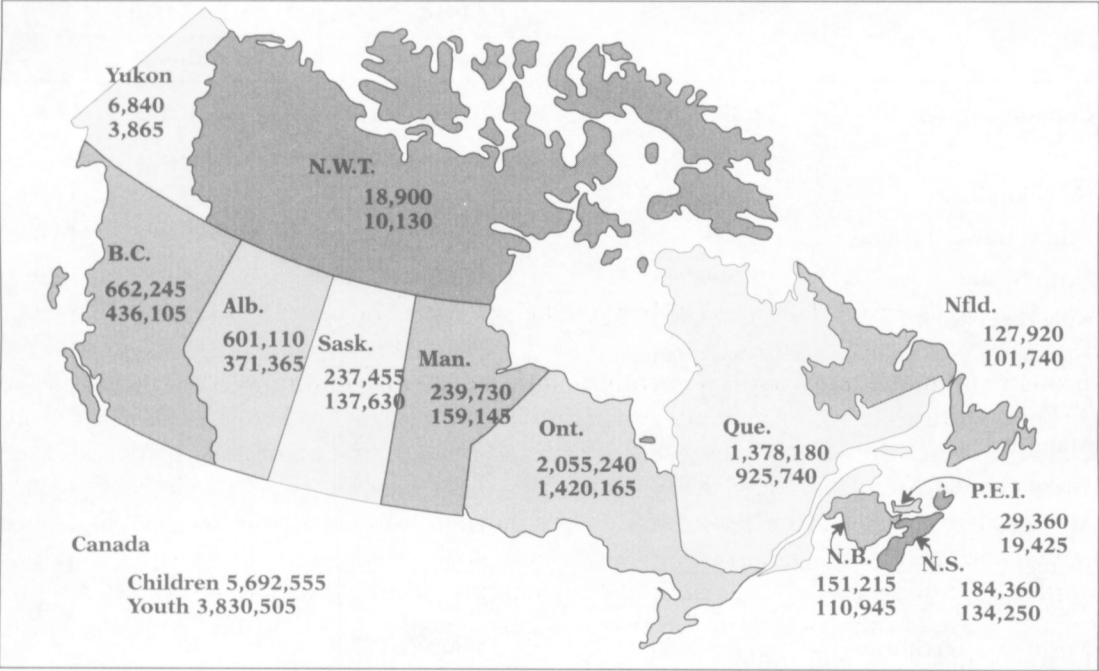 Yukon
6,840
3,865
N.W.T.
18,900
10,130
B.C.
662,245
436,105
Alb.
601,110
371,365
Sask.
237,455
137,630
Man.
239,730
159,145
Ont.
2,055,240
1,420,165
Que.
1,378,180
925,740
Nfld.
127,920
101,740
P.E.I.
29,360
19,425
N.B.
151,215
110,945
N.S.
184,360
134,250
Canada
Children 5,692,555
Youth 3,830,505